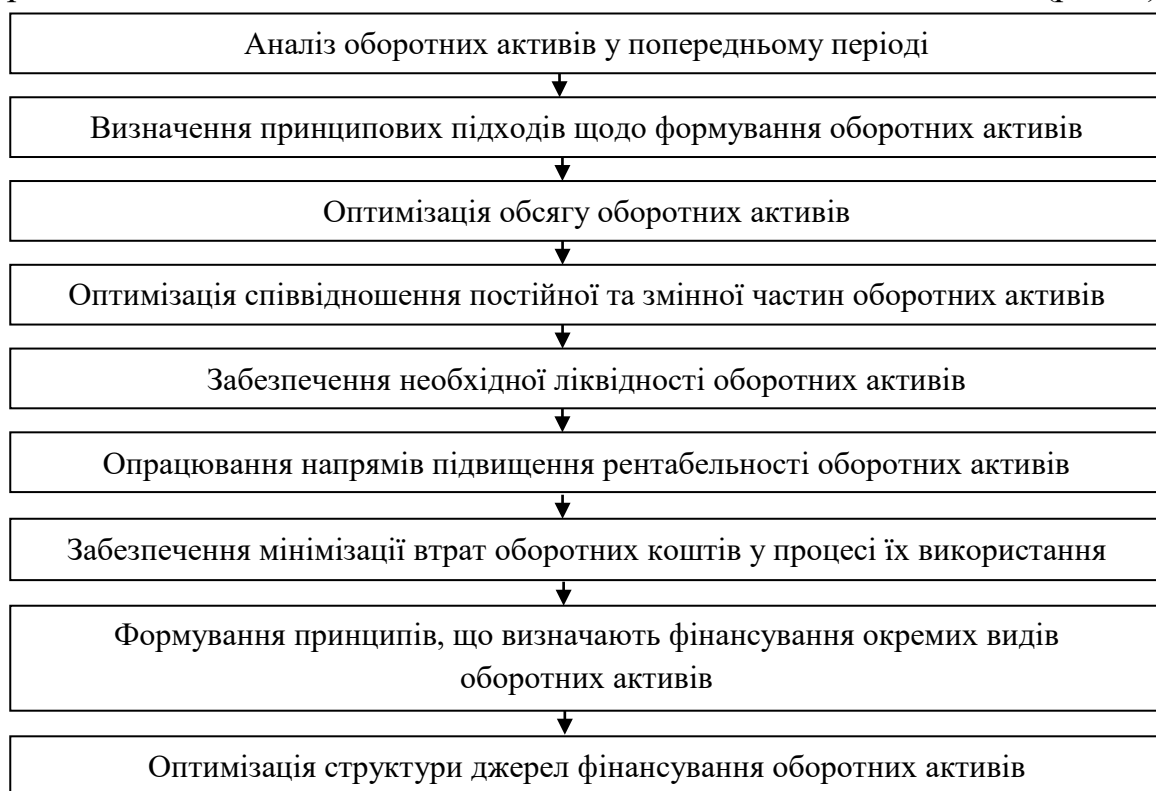 Аналіз оборотних активів у попередньому періоді
Визначення принципових підходів щодо формування оборотних активів
Оптимізація обсягу оборотних активів
Оптимізація співвідношення постійної та змінної частин оборотних активів
Забезпечення необхідної ліквідності оборотних активів
Опрацювання напрямів підвищення рентабельності оборотних активів
Забезпечення мінімізації втрат оборотних коштів у процесі їх використання
Формування принципів, що визначають фінансування окремих видів
оборотних активів
Оптимізація структури джерел фінансування оборотних активів